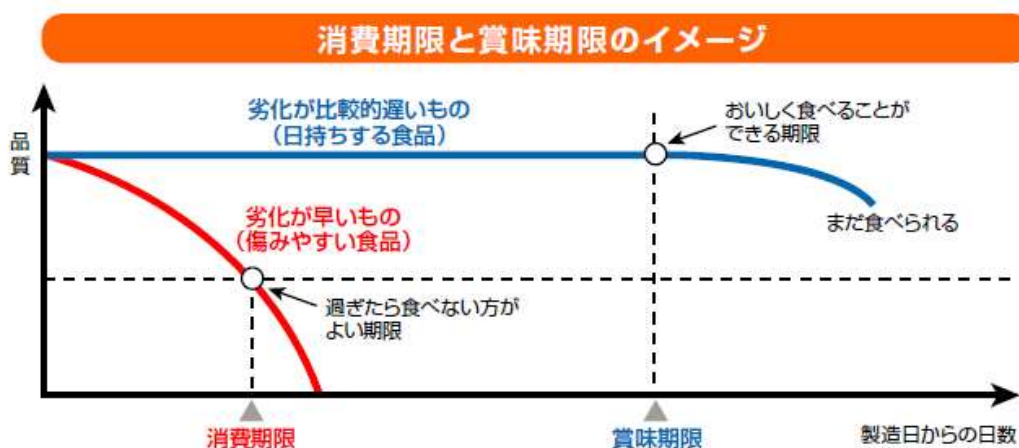 消費期限と賞味期限のイメージ
品質
劣化が比較的遅いもの
（日持ちする食品）
おいしく食べることが
できる期限
まだ食べられる
劣化が早いもの
（傷みやすい食品）
過ぎたら食べない方が
よい期限
消費期限
賞味期限
製造日からの日数